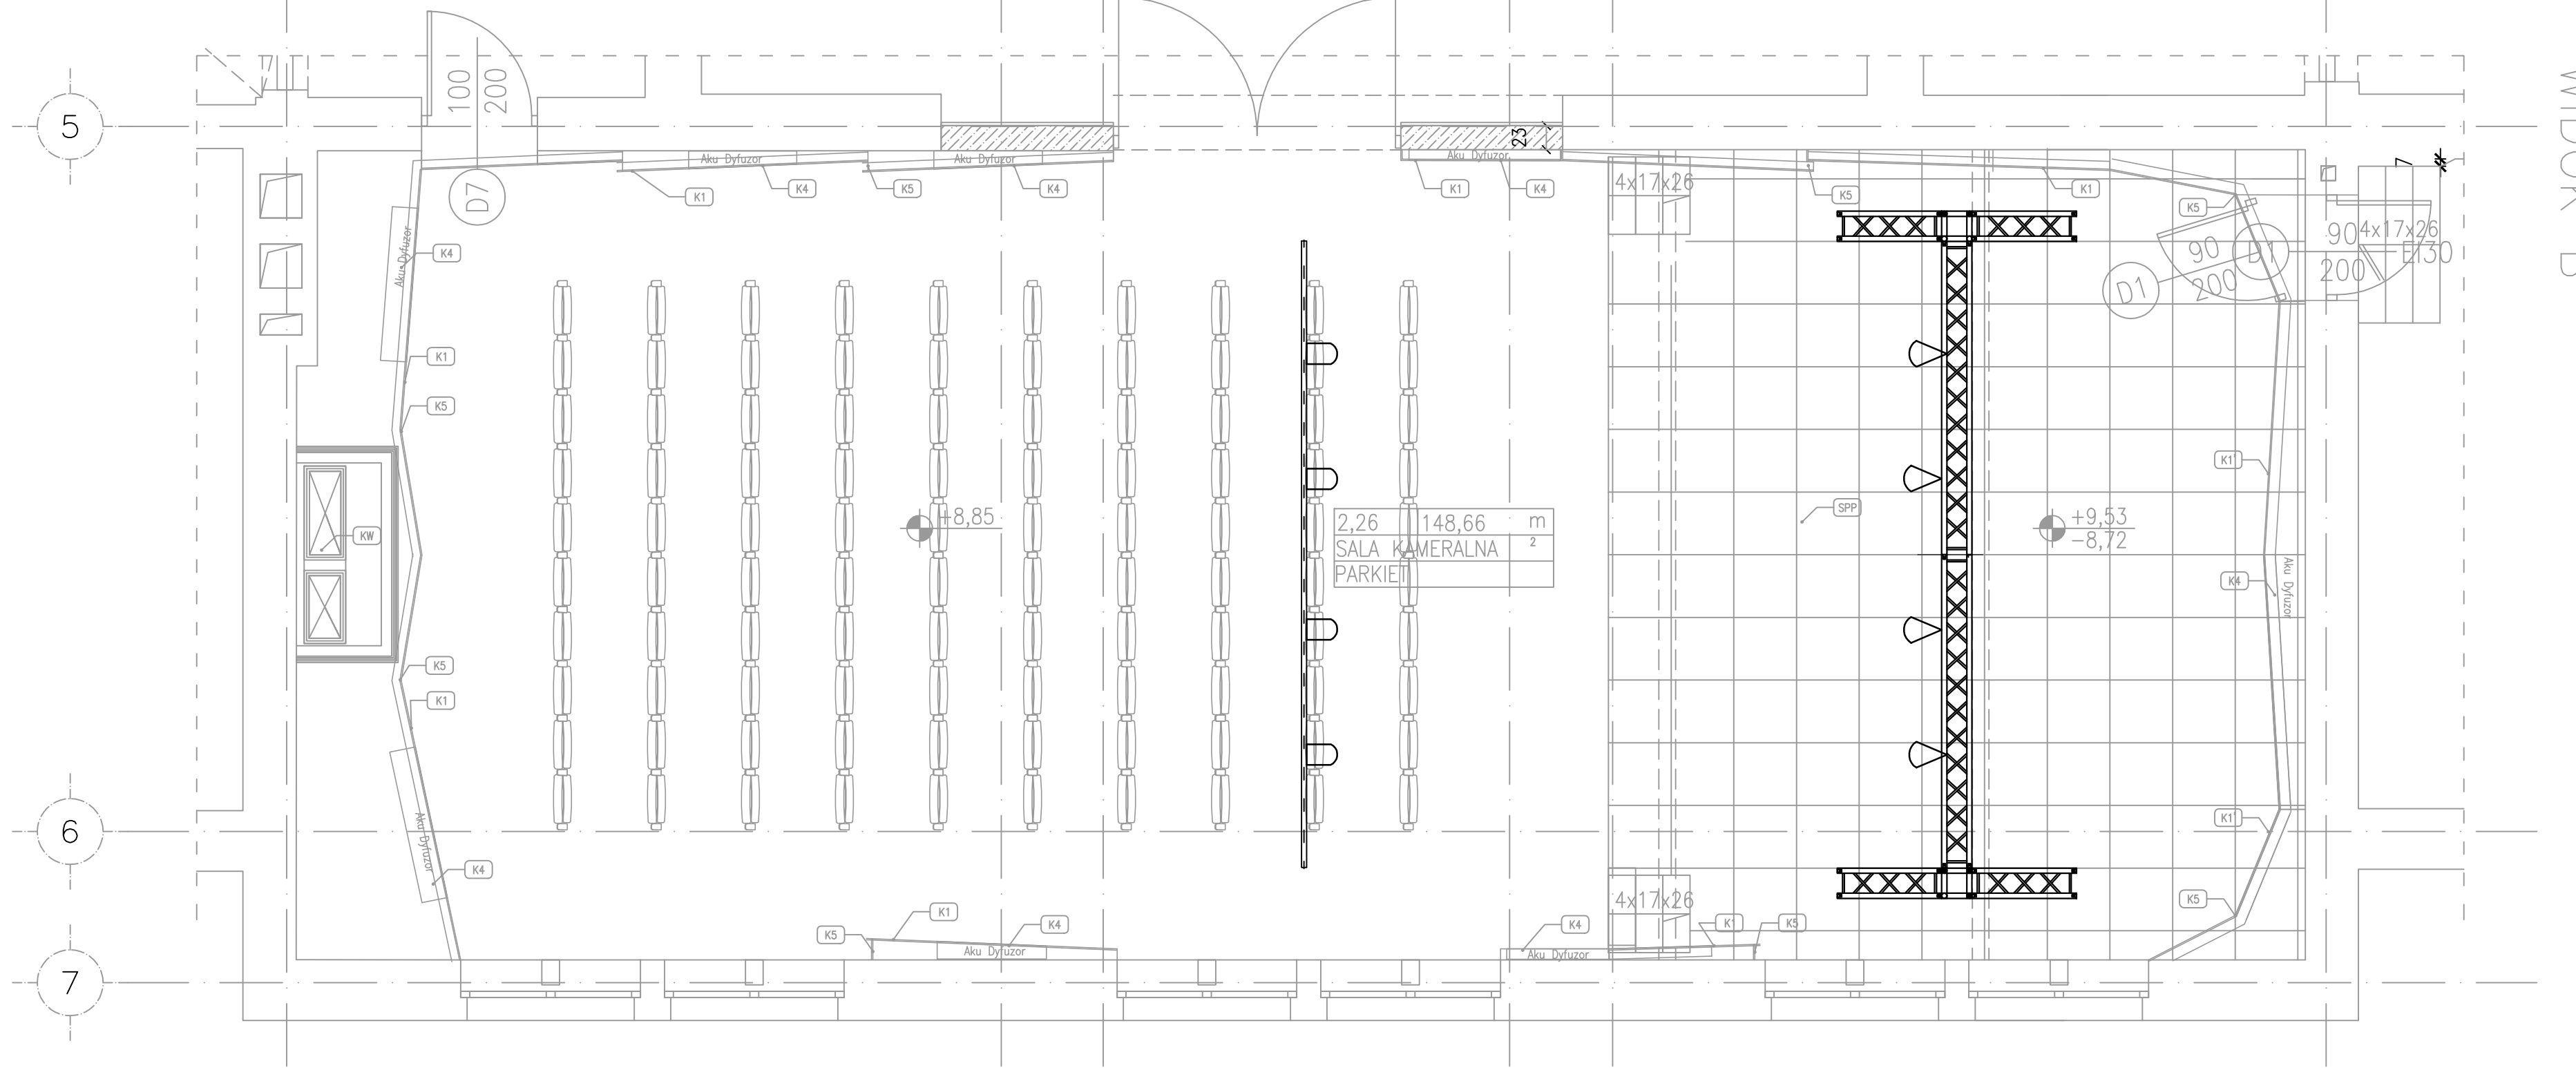 5
100
200
D7
Aku Dyfuzor
Aku Dyfuzor
Aku Dyfuzor
23
7
K1
K4
K5
K4
K1
K4
4x17x26
K5
K1
K5
90
200
D1
D1
90
200
4x17x26
EI30
K4
Aku Dyfuzor
K1
K5
KW
+8,85
2,26
148,66
m
2
SALA KAMERALNA
PARKIET
SPP
+9,53
-8,72
K1
K4
Aku Dyfuzor
K5
K1
Aku Dyfuzor
K4
6
K1
K5
K5
K1
K4
Aku Dyfuzor
K4
Aku Dyfuzor
4x17x26
K1
K5
7